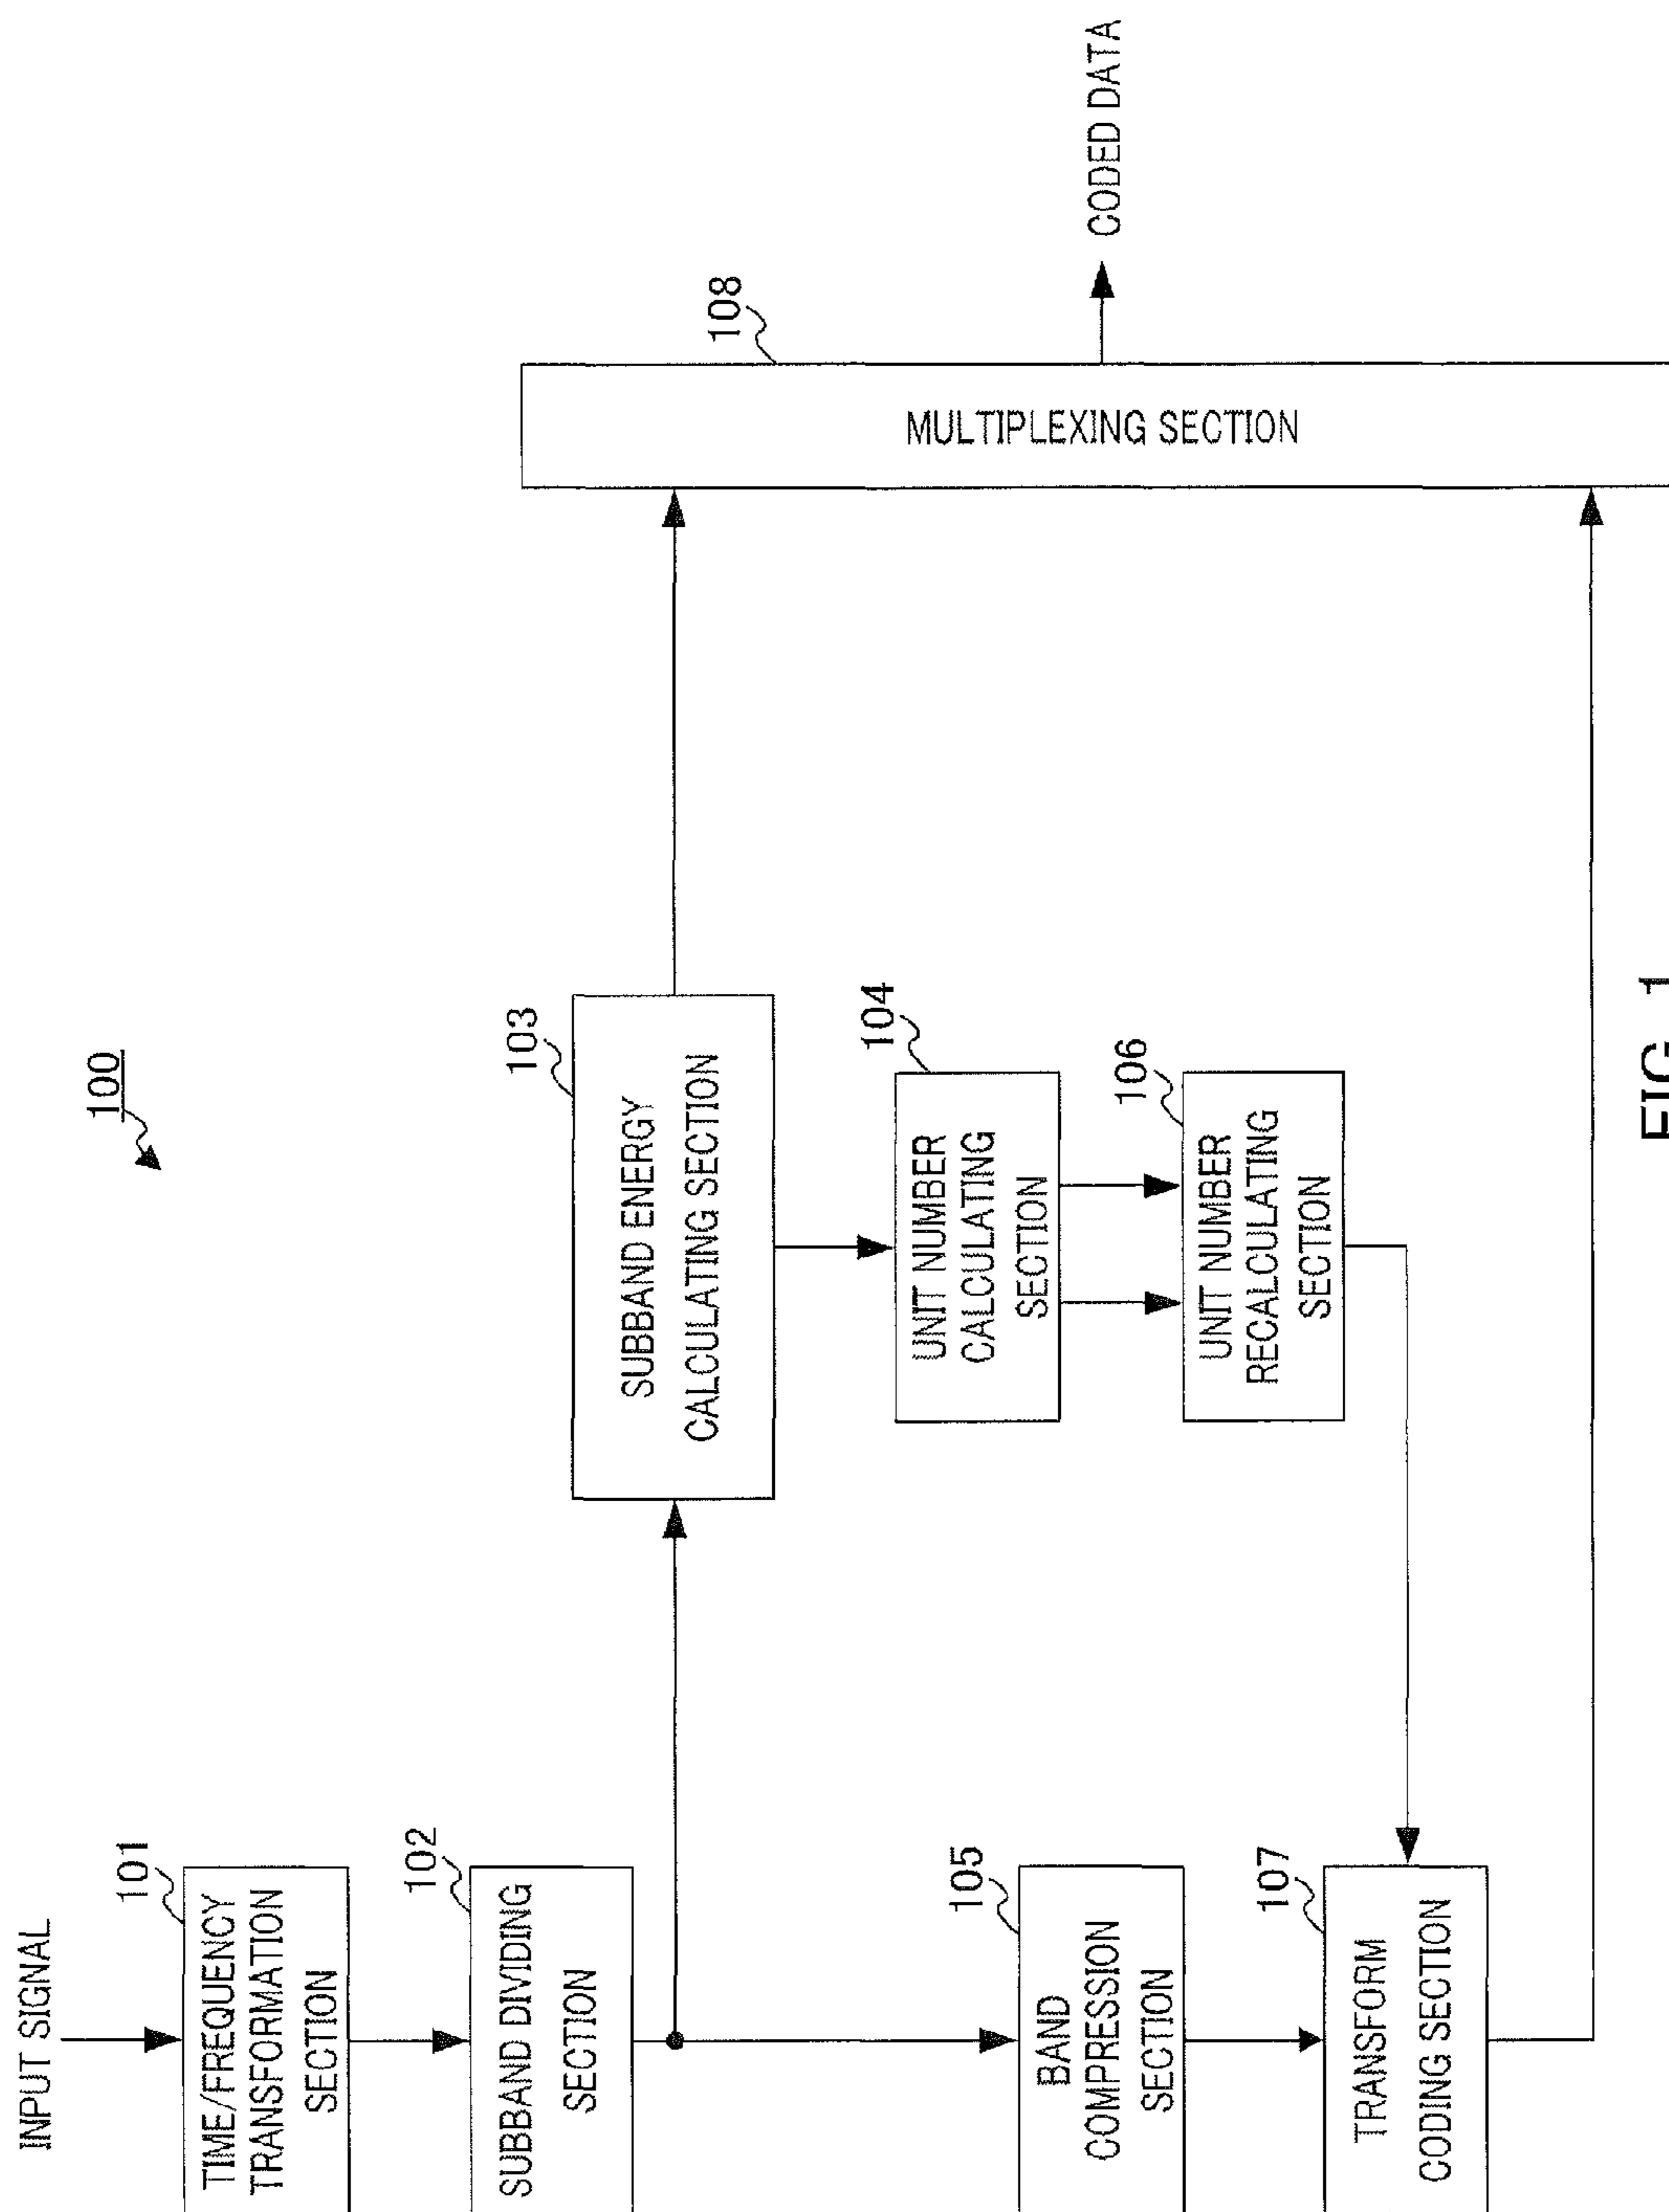 100
INPUT SIGNAL
101
TIME/FREQUENCY
TRANSFORMATION
SECTION
102
SUBBAND DIVIDING
SECTION
103
SUBBAND ENERGY
CALCULATING SECTION
104
UNIT NUMBER
CALCULATING
SECTION
105
BAND
COMPRESSION
SECTION
106
UNIT NUMBER
RECALCULATING
SECTION
107
TRANSFORM
CODING SECTION
108
MULTIPLEXING SECTION
CODED DATA
FIG. 1